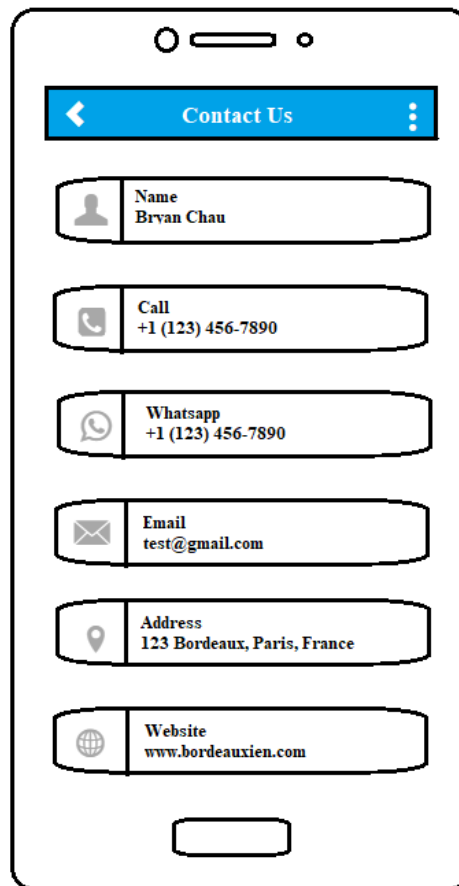 Contact Us
Name
Bryan Chau
Call
+1 (123) 456-7890
Whatsapp
+1 (123) 456-7890
Email
test@gmail.com
Address
123 Bordeaux, Paris, France
Website
www.bordeauxien.com